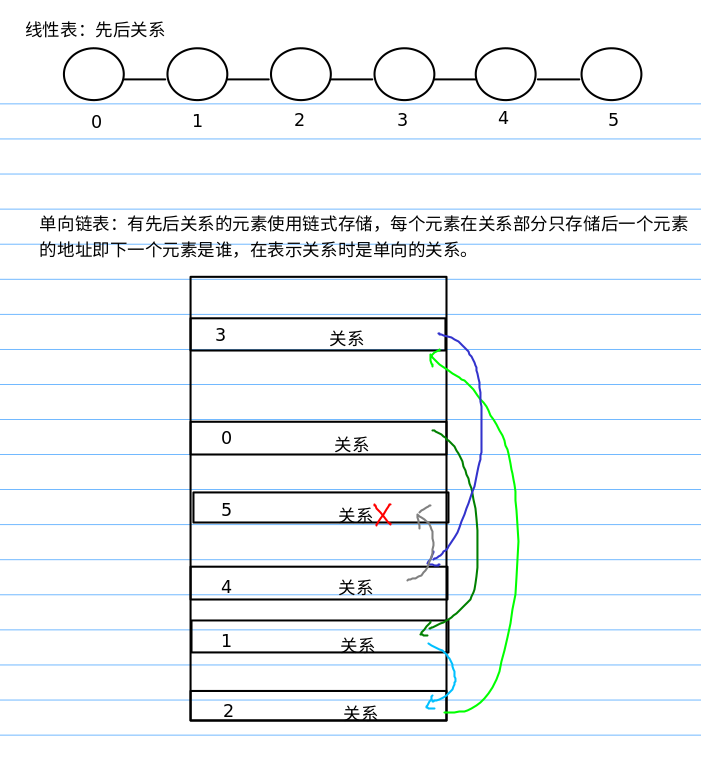 线性表：先后关系
0 1 2 3 4 5
单向链表：有先后关系的元素使用链式存储，每个元素在关系部分只存储后一个元素
的地址即下一个元素是谁，在表示关系时是单向的关系。
3 关系
0 关系
5 关系
4 关系
1 关系
2 关系